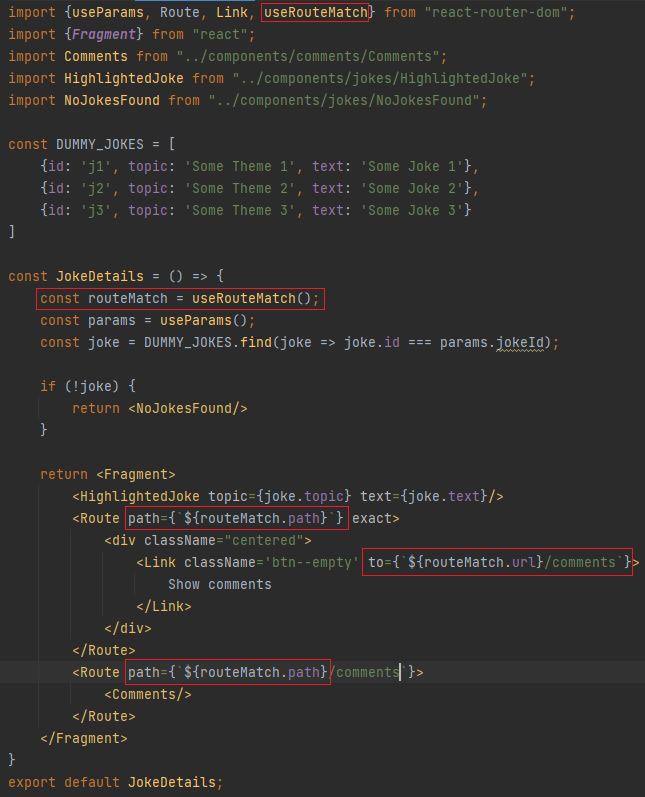 import {useParams, Route, Link, useRouteMatch} from "react-router-dom";
import {Fragment} from "react";
import Comments from "../components/comments/Comments";
import HighlightedJoke from "../components/jokes/HighlightedJoke";
import NoJokesFound from "../components/jokes/NoJokesFound";
const DUMMY_JOKES = [
{id: 'j1', topic: 'Some Theme 1', text: 'Some Joke 1'},
{id: 'j2', topic: 'Some Theme 2', text: 'Some Joke 2'},
{id: 'j3', topic: 'Some Theme 3', text: 'Some Joke 3'}
]
const JokeDetails = () => {
const routeMatch = useRouteMatch();
const params = useParams();
const joke = DUMMY_JOKES.find(joke => joke.id === params.jokeId);
if (!joke) {
return <NoJokesFound/>
}
return <Fragment>
<HighlightedJoke topic={joke.topic} text={joke.text}/>
<Route path={`${routeMatch.path}`} exact>
<div className="centered">
<Link className='btn--empty' to={`${routeMatch.url}/comments`}>
Show comments
</Link>
</div>
</Route>
<Route path={`${routeMatch.path}/comments`}>
<Comments/>
</Route>
</Fragment>
}
export default JokeDetails;